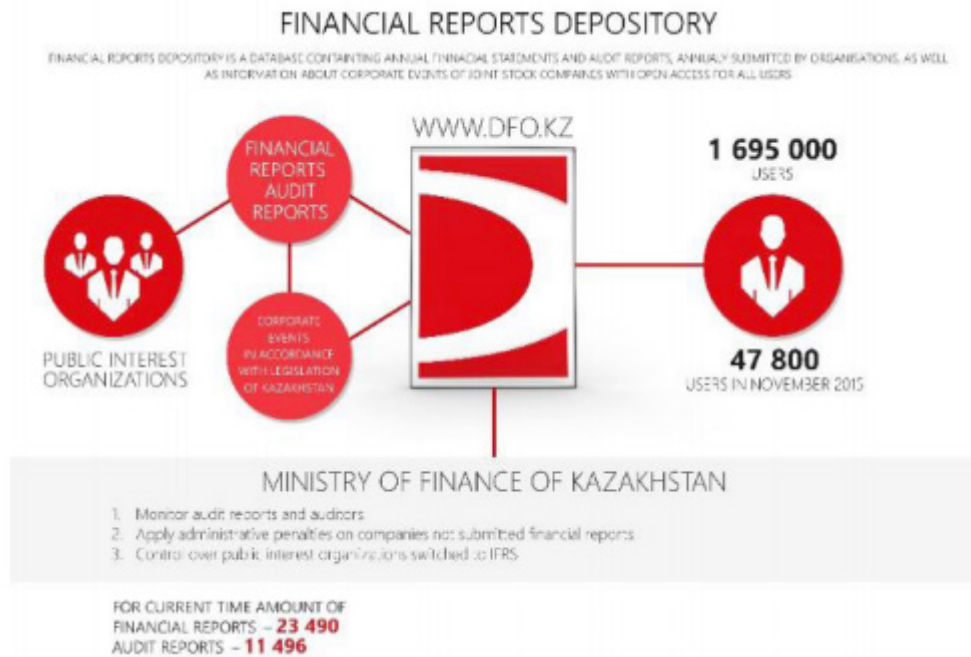 FINANCIAL REPORTS DEPOSITORY
FINANCIAL REPORTS DEPOSITORY IS A DATABASE CONTAINTING ANNUAL FINNACIAL STATEMENTS AND AUDIT REPORTS, ANNUALY SUBMITTED BY ORGANISATIONS, AS WELL
AS INFORMATION ABOUT CORPORATE EVENTS OF JOINT STOCK COMPAINES WITH OPEN ACCESS FOR ALL USERS
FINANCIAL
REPORTS
AUDIT
REPORTS
WWW.DFO.KZ
1 695 000
USERS
PUBLIC INTEREST
ORGANIZATIONS
CORPORATE
EVENTS
IN ACCORDANCE
WITH LEGISLATION
OF KAZAKHSTAN
47 800
USERS IN NOVEMBER 2015
MINISTRY OF FINANCE OF KAZAKHSTAN
1. Monitor audit reports and auditors
2. Apply administrative penalties on companies not submitted financial reports
3. Control over public interest organizations switched to IFRS
FOR CURRENT TIME AMOUNT OF
FINANCIAL REPORTS – 23 490
AUDIT REPORTS – 11 496